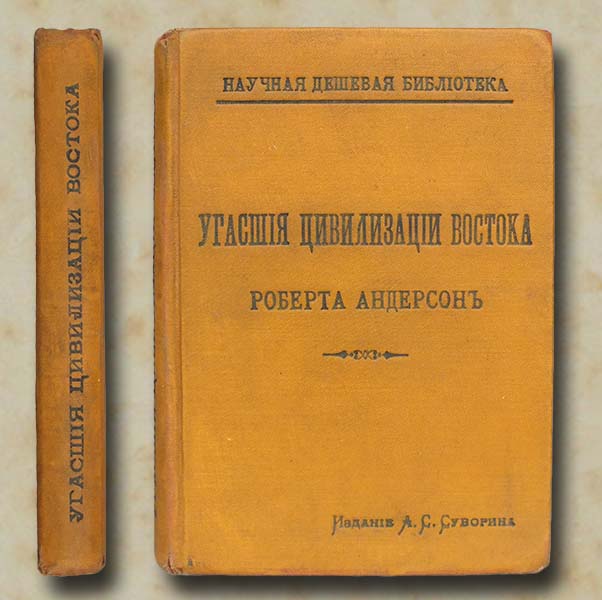 УГАСШІЯ ЦИВИЛИЗАЦІИ ВОСТОКА
НАУЧНАЯ ДЕШЕВАЯ БИБЛІОТЕКА
УГАСШІЯ ЦИВИЛИЗАЦІИ ВОСТОКА
РОБЕРТА АНДЕРСОНЪ
ИЗДАНІЕ А. С. СУВОРИНА